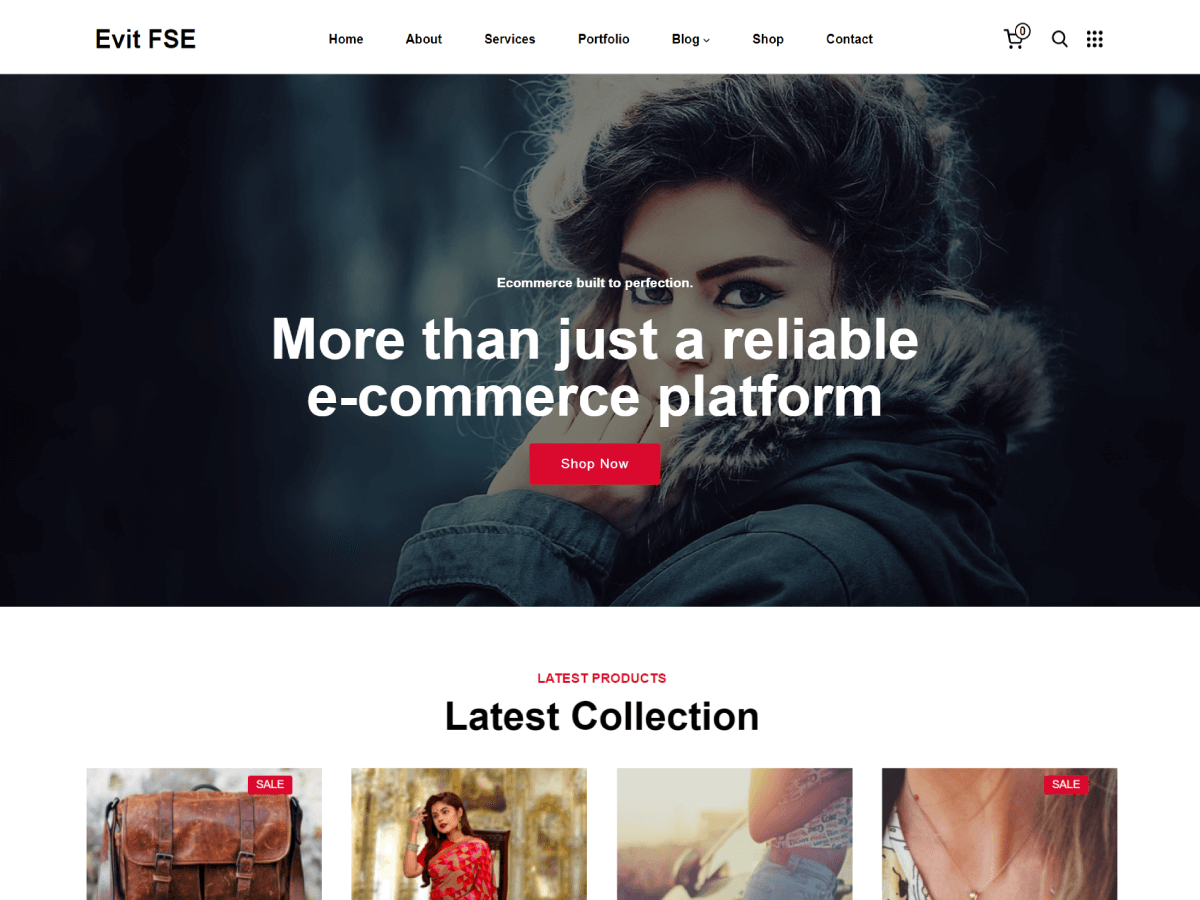 Evit FSE
Home About Services Portfolio Blog Shop Contact
0
Ecommerce built to perfection.
More than just a reliable
e-commerce platform
Shop Now
LATEST PRODUCTS
Latest Collection
SALE
SALE